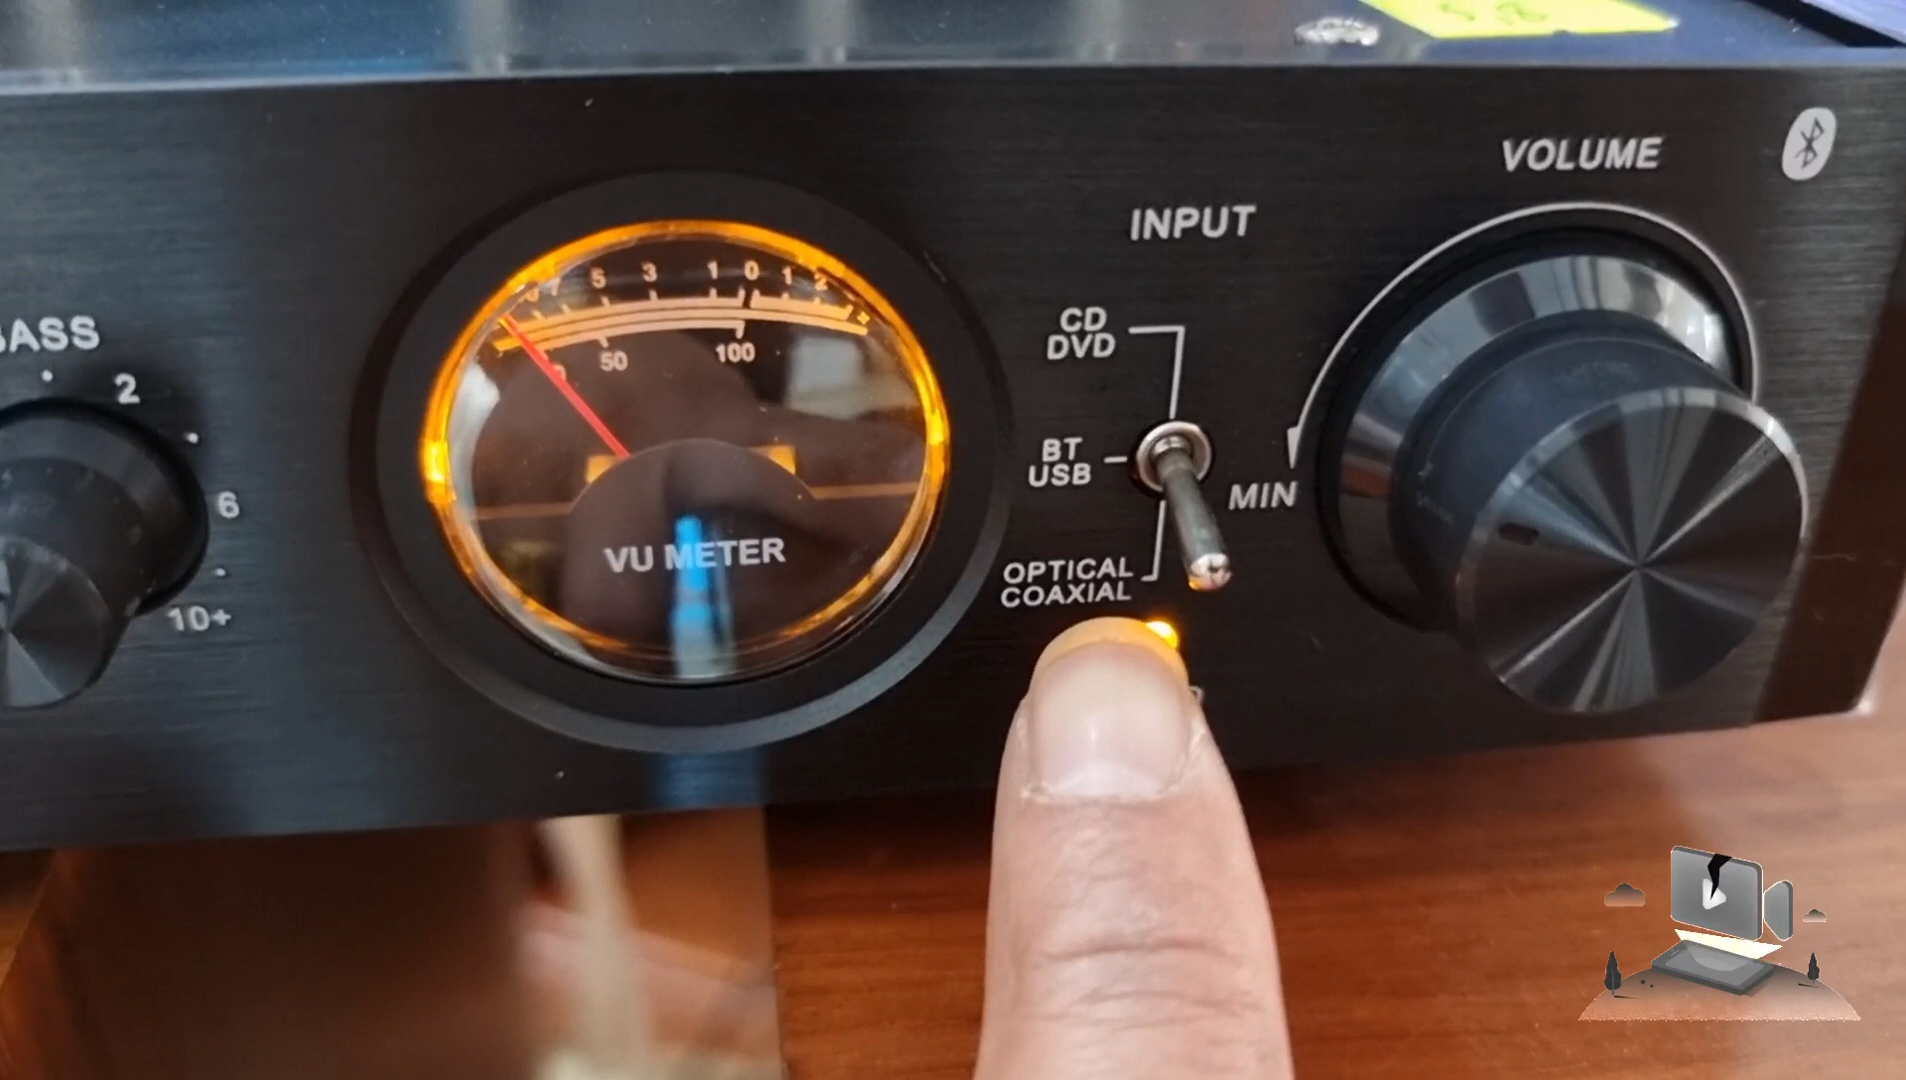 VOLUME
INPUT
5 3 1 0 1 2
CD
DVD
BASS
50
100
2
BT
USB
MIN
6
VU METER
OPTICAL
COAXIAL
10+